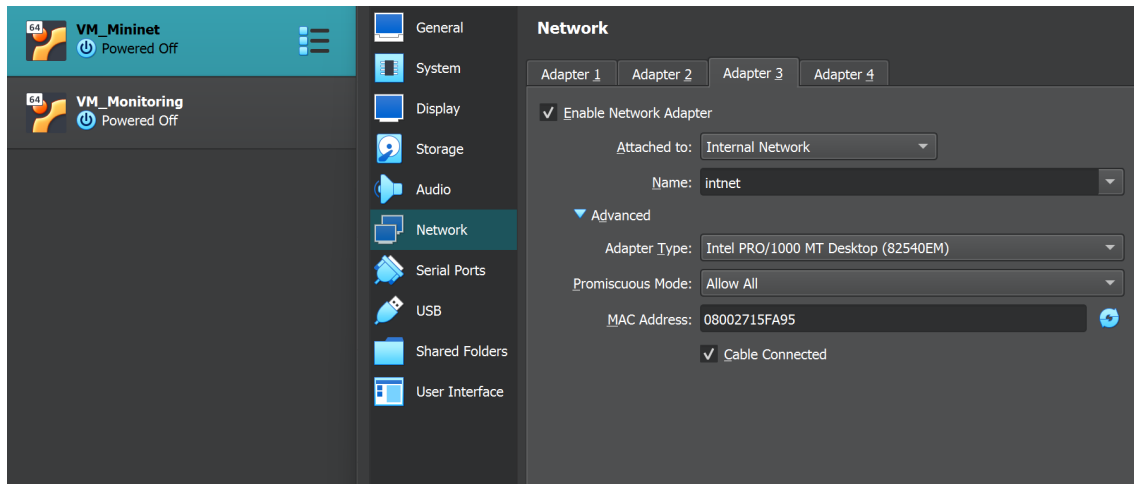 64
VM_Mininet
Powered Off
64
VM_Monitoring
Powered Off
General
System
Display
Storage
Audio
Network
Serial Ports
USB
Shared Folders
User Interface
Network
Adapter 1 Adapter 2 Adapter 3 Adapter 4
Enable Network Adapter
Attached to: Internal Network
Name: intnet
Advanced
Adapter Type: Intel PRO/1000 MT Desktop (82540EM)
Promiscuous Mode: Allow All
MAC Address: 08002715FA95
Cable Connected